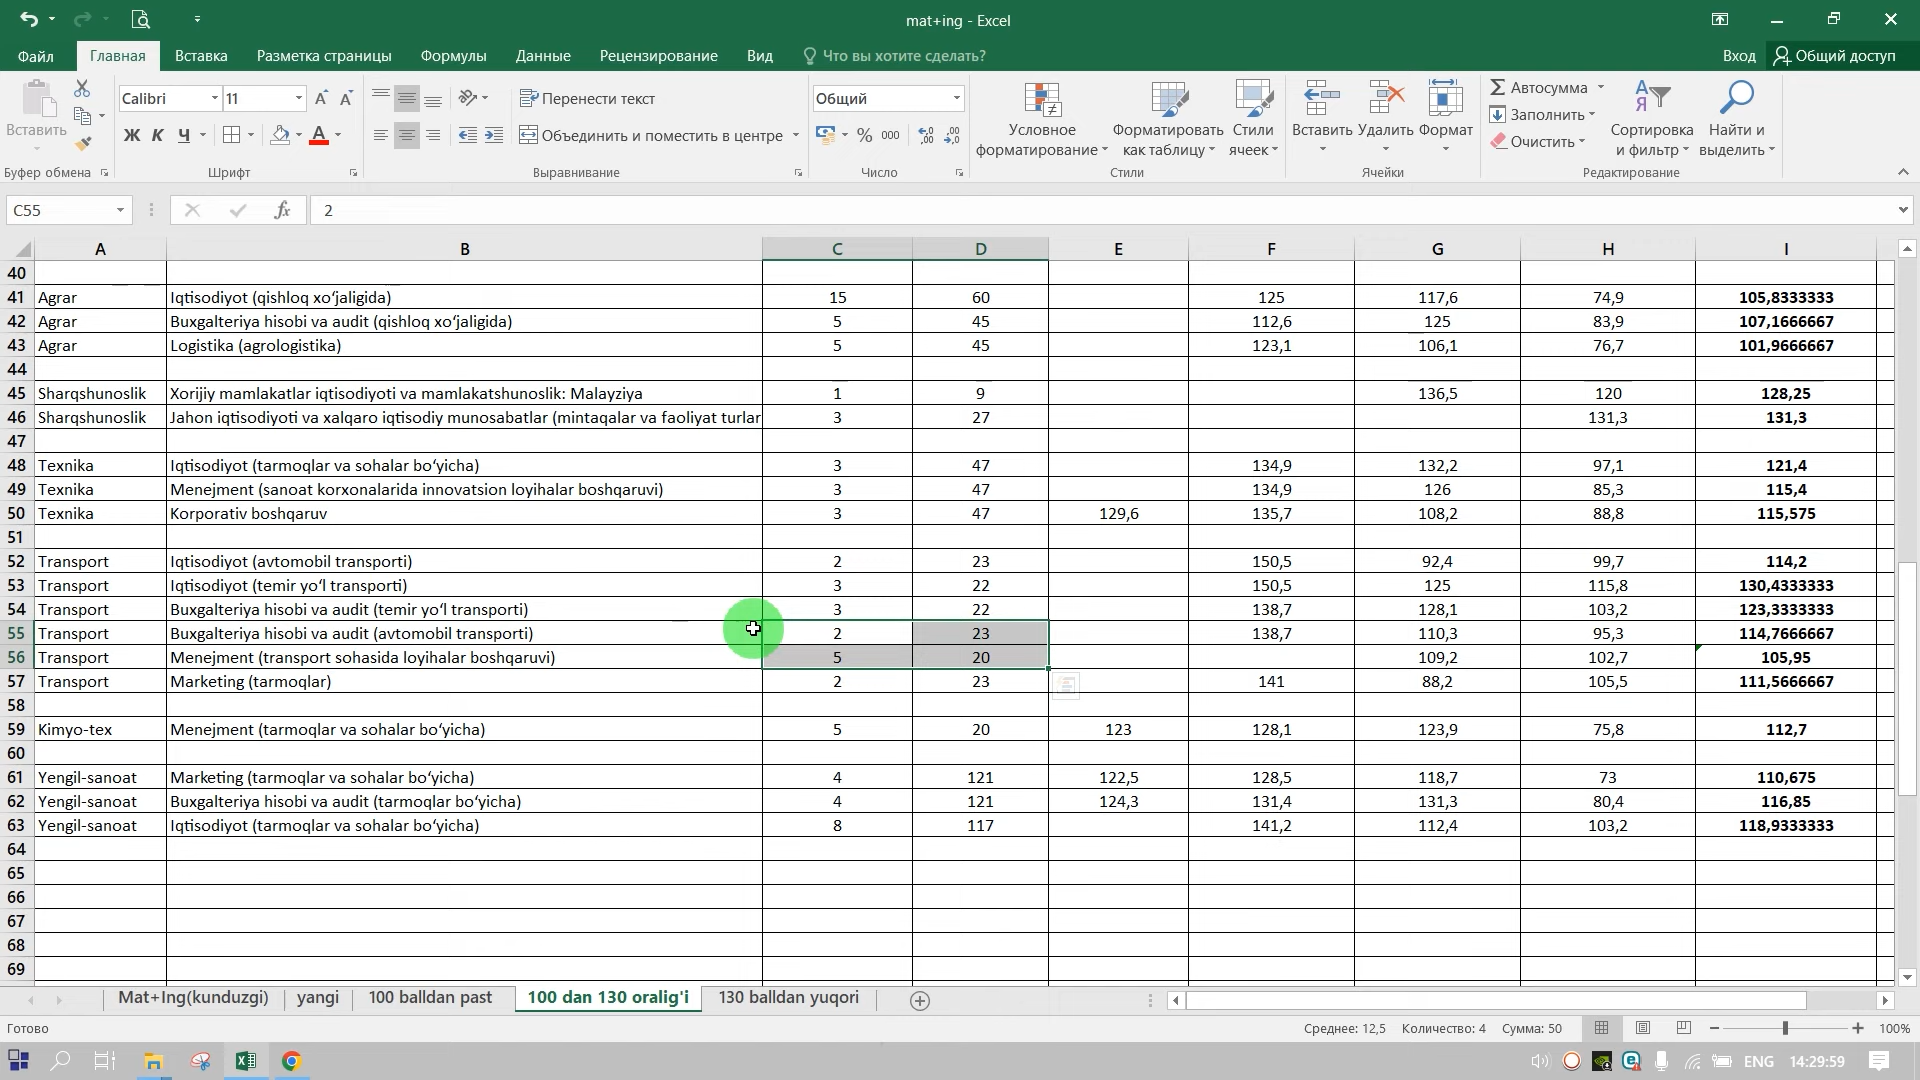 mat+ing - Excel
Файл Главная Вставка Разметка страницы Формулы Данные Рецензирование Вид Что вы хотите сделать? Вход Общий доступ
Calibri 11 Перенести текст Общий Автосумма
Вставить Ж К Ч Объединить и поместить в центре % 000 Условное форматирование Форматировать как таблицу Стили ячеек Вставить Удалить Формат Заполнить Очистить Сортировка и фильтр Найти и выделить
Буфер обмена Шрифт Выравнивание Число Стили Ячейки Редактирование
C55 fx 2
A B C D E F G H I
40
41 Agrar Iqtisodiyot (qishloq xo‘jaligida) 15 60 125 117,6 74,9 105,8333333
42 Agrar Buxgalteriya hisobi va audit (qishloq xo‘jaligida) 5 45 112,6 125 83,9 107,1666667
43 Agrar Logistika (agrologistika) 5 45 123,1 106,1 76,7 101,9666667
44
45 Sharqshunoslik Xorijiy mamlakatlar iqtisodiyoti va mamlakatshunoslik: Malayziya 1 9 136,5 120 128,25
46 Sharqshunoslik Jahon iqtisodiyoti va xalqaro iqtisodiy munosabatlar (mintaqalar va faoliyat turlar 3 27 131,3 131,3
47
48 Texnika Iqtisodiyot (tarmoqlar va sohalar bo‘yicha) 3 47 134,9 132,2 97,1 121,4
49 Texnika Menejment (sanoat korxonalarida innovatsion loyihalar boshqaruvi) 3 47 134,9 126 85,3 115,4
50 Texnika Korporativ boshqaruv 3 47 129,6 135,7 108,2 88,8 115,575
51
52 Transport Iqtisodiyot (avtomobil transporti) 2 23 150,5 92,4 99,7 114,2
53 Transport Iqtisodiyot (temir yo‘l transporti) 3 22 150,5 125 115,8 130,4333333
54 Transport Buxgalteriya hisobi va audit (temir yo‘l transporti) 3 22 138,7 128,1 103,2 123,3333333
55 Transport Buxgalteriya hisobi va audit (avtomobil transporti) 2 23 138,7 110,3 95,3 114,7666667
56 Transport Menejment (transport sohasida loyihalar boshqaruvi) 5 20 109,2 102,7 105,95
57 Transport Marketing (tarmoqlar) 2 23 141 88,2 105,5 111,5666667
58
59 Kimyo-tex Menejment (tarmoqlar va sohalar bo‘yicha) 5 20 123 128,1 123,9 75,8 112,7
60
61 Yengil-sanoat Marketing (tarmoqlar va sohalar bo‘yicha) 4 121 122,5 128,5 118,7 73 110,675
62 Yengil-sanoat Buxgalteriya hisobi va audit (tarmoqlar bo‘yicha) 4 121 124,3 131,4 131,3 80,4 116,85
63 Yengil-sanoat Iqtisodiyot (tarmoqlar va sohalar bo‘yicha) 8 117 141,2 112,4 103,2 118,9333333
64
65
66
67
68
69
Mat+Ing(kunduzgi) yangi 100 balldan past 100 dan 130 oralig'i 130 balldan yuqori
Готово Среднее: 12,5 Количество: 4 Сумма: 50 100%
ENG 14:29:59